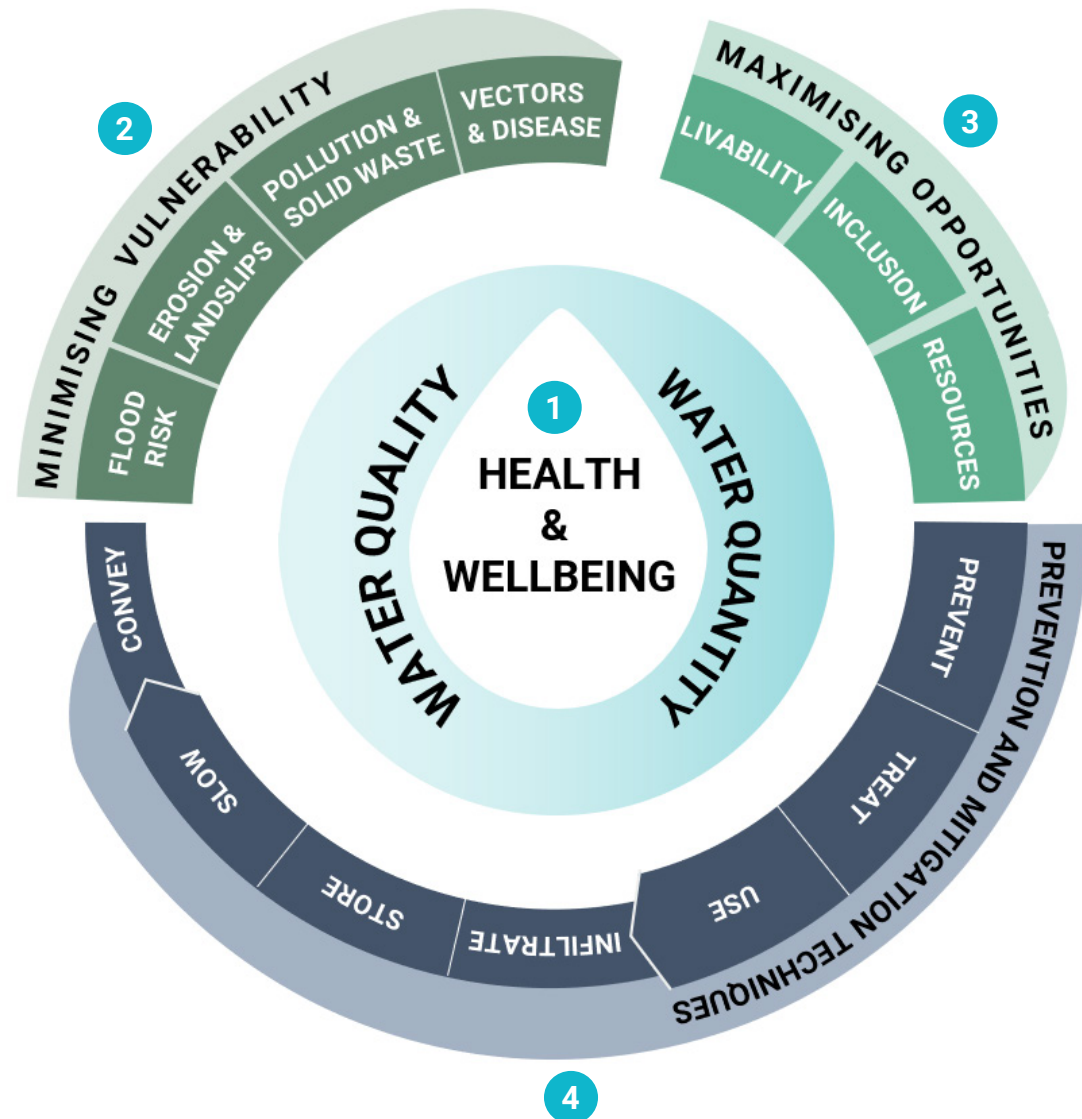 1
HEALTH
&
WELLBEING
WATER QUALITY
WATER QUANTITY
2
MINIMISING VULNERABILITY
FLOOD
RISK
EROSION &
LANDSLIPS
POLLUTION &
SOLID WASTE
VECTORS
& DISEASE
3
MAXIMISING OPPORTUNITIES
LIVABILITY
INCLUSION
RESOURCES
4
PREVENTION AND MITIGATION TECHNIQUES
PREVENT
TREAT
USE
INFILTRATE
STORE
SLOW
CONVEY